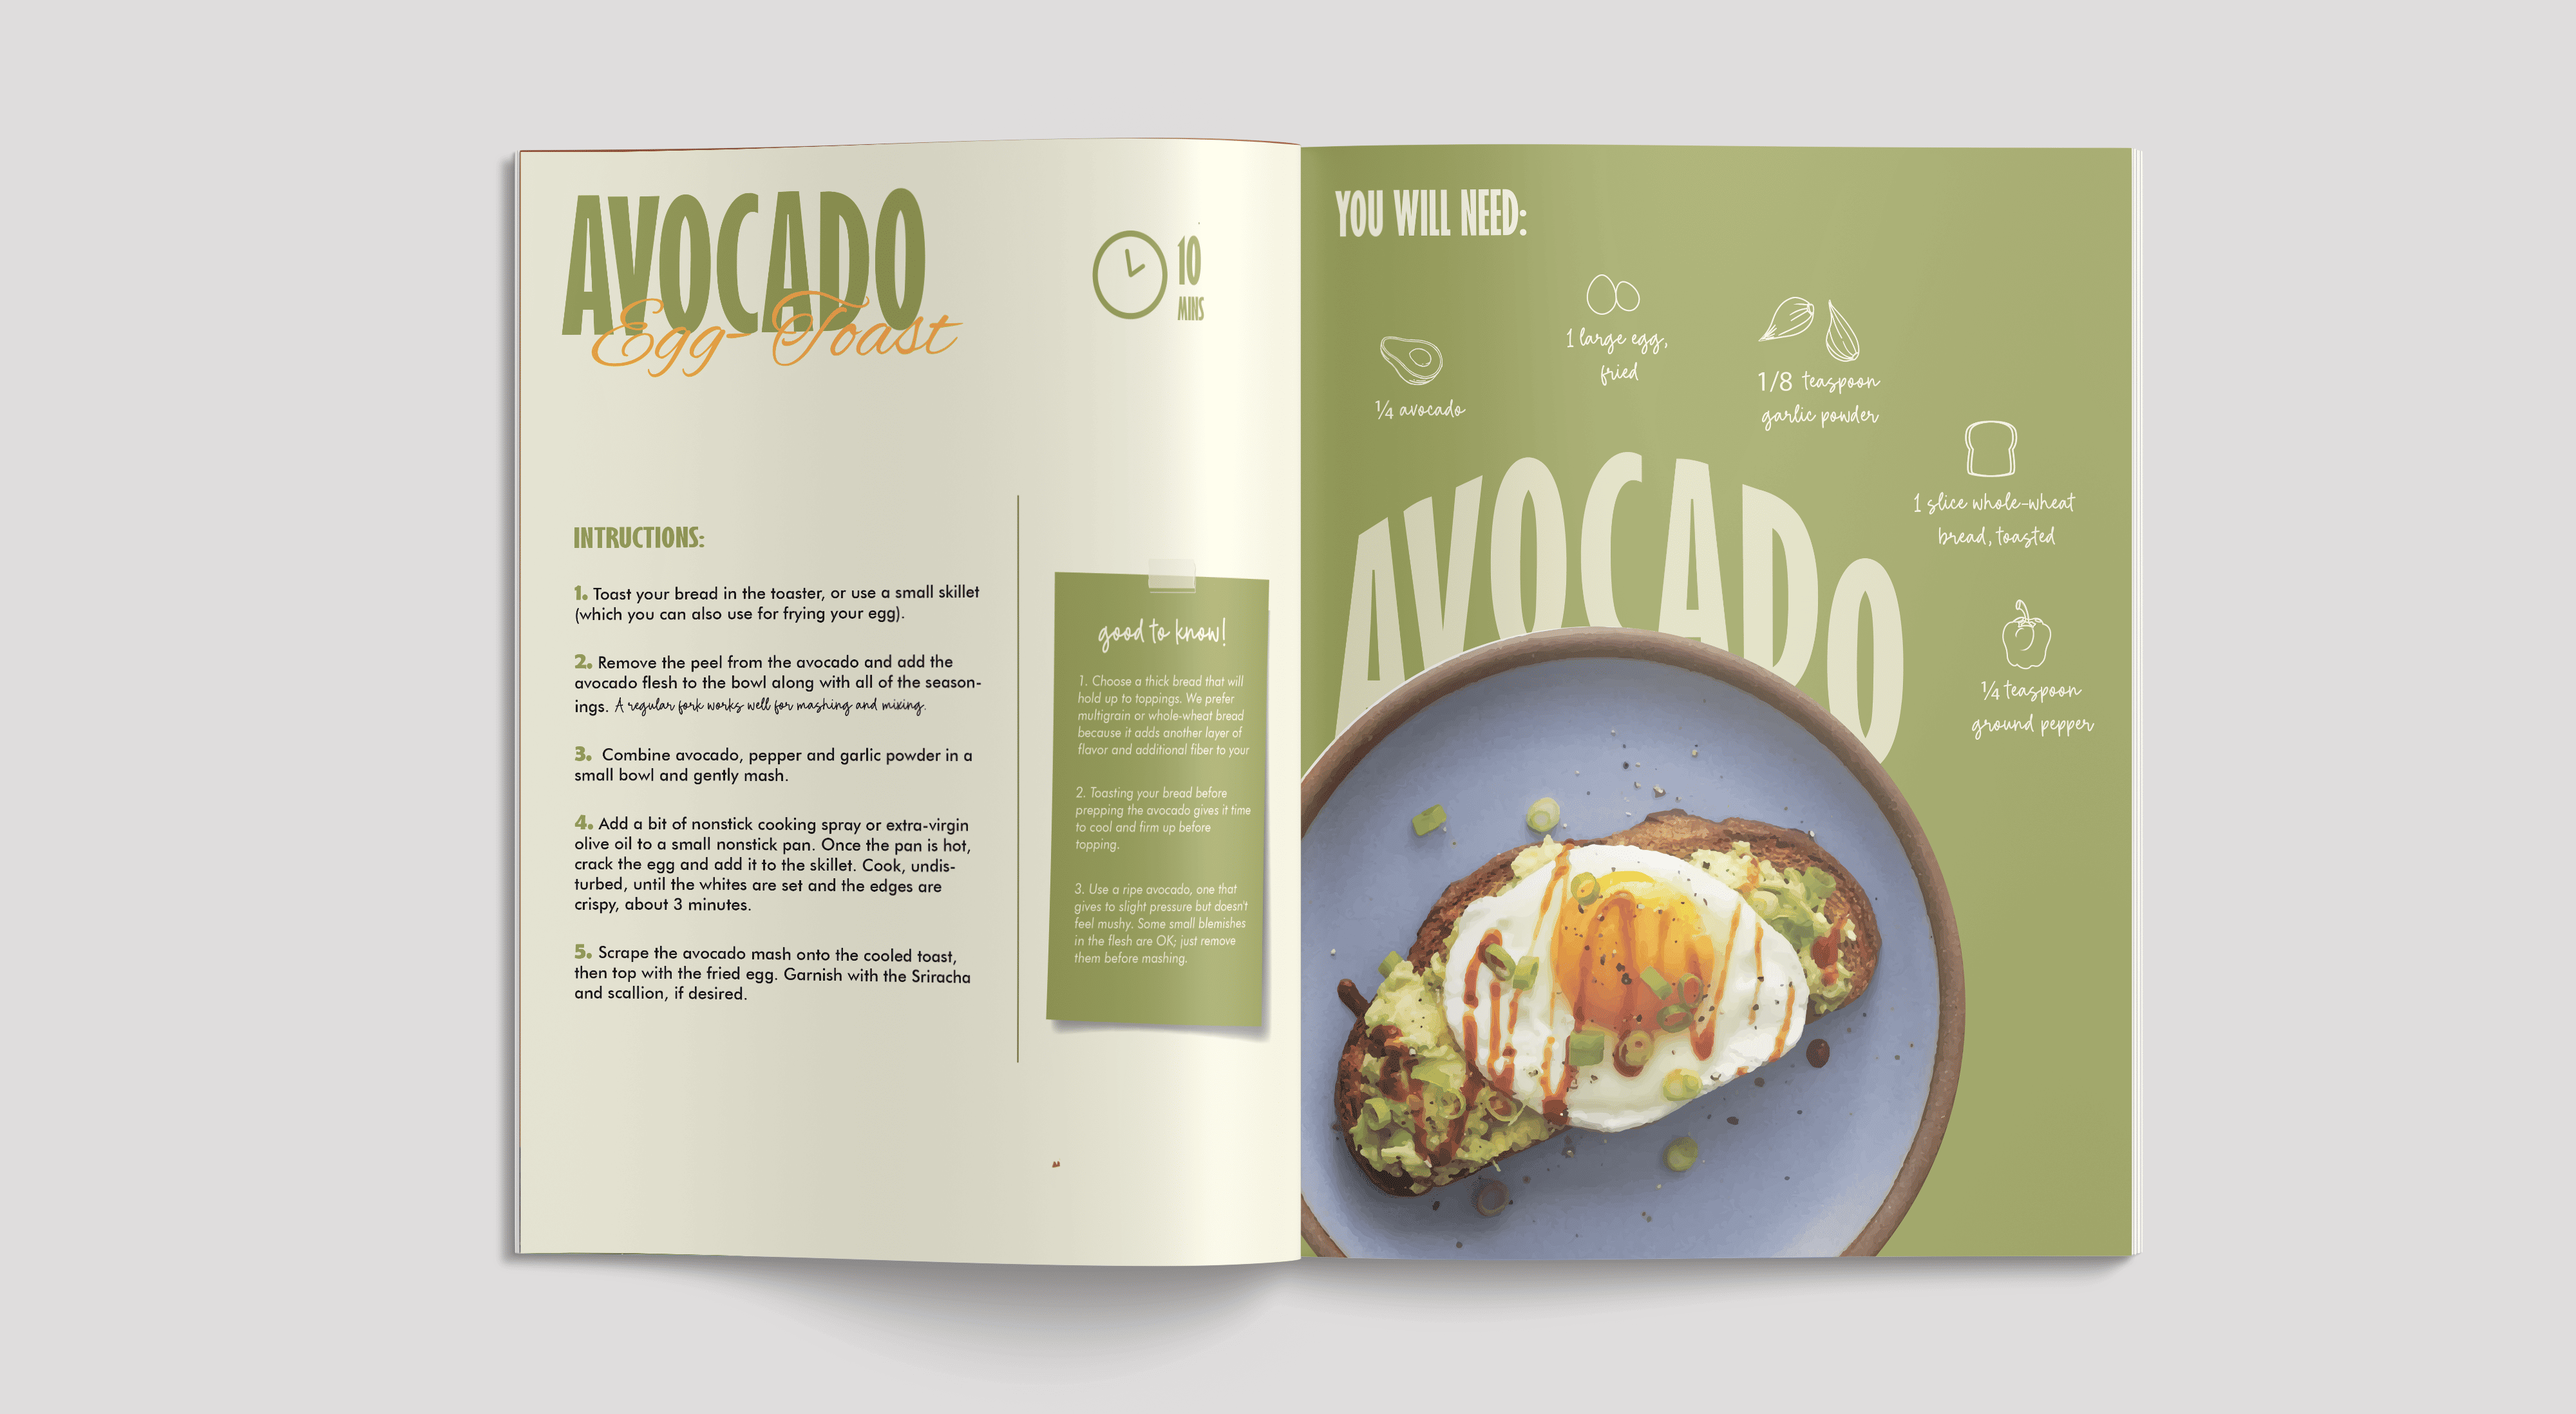 AVOCADO
Egg-Toast
10
MINS
INTRUCTIONS:
1. Toast your bread in the toaster, or use a small skillet
(which you can also use for frying your egg).
2. Remove the peel from the avocado and add the
avocado flesh to the bowl along with all of the season-
ings. A regular fork works well for mashing and mixing.
3. Combine avocado, pepper and garlic powder in a
small bowl and gently mash.
4. Add a bit of nonstick cooking spray or extra-virgin
olive oil to a small nonstick pan. Once the pan is hot,
crack the egg and add it to the skillet. Cook, undis-
turbed, until the whites are set and the edges are
crispy, about 3 minutes.
5. Scrape the avocado mash onto the cooled toast,
then top with the fried egg. Garnish with the Sriracha
and scallion, if desired.
good to know!
1. Choose a thick bread that will
hold up to toppings. We prefer
multigrain or whole-wheat bread
because it adds another layer of
flavor and additional fiber to your
2. Toasting your bread before
prepping the avocado gives it time
to cool and firm up before
topping.
3. Use a ripe avocado, one that
gives to slight pressure but doesn't
feel mushy. Some small blemishes
in the flesh are OK; just remove
them before mashing.
YOU WILL NEED:
¼ avocado
1 large egg,
fried
1/8 teaspoon
garlic powder
1 slice whole-wheat
bread, toasted
¼ teaspoon
ground pepper
AVOCADO